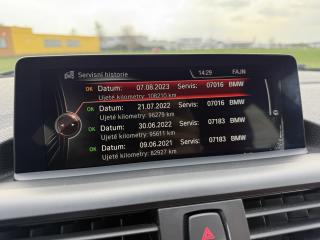 Servisní historie
14:29 FAJN
OK Datum: 07.08.2023 Servis: 07016 BMW
Ujeté kilometry: 108210 km
OK Datum: 21.07.2022 Servis: 07016 BMW
Ujeté kilometry: 96279 km
OK Datum: 30.06.2022 Servis: 07183 BMW
Ujeté kilometry: 95611 km
OK Datum: 09.06.2021 Servis: 07183 BMW
Ujeté kilometry: 82927 km